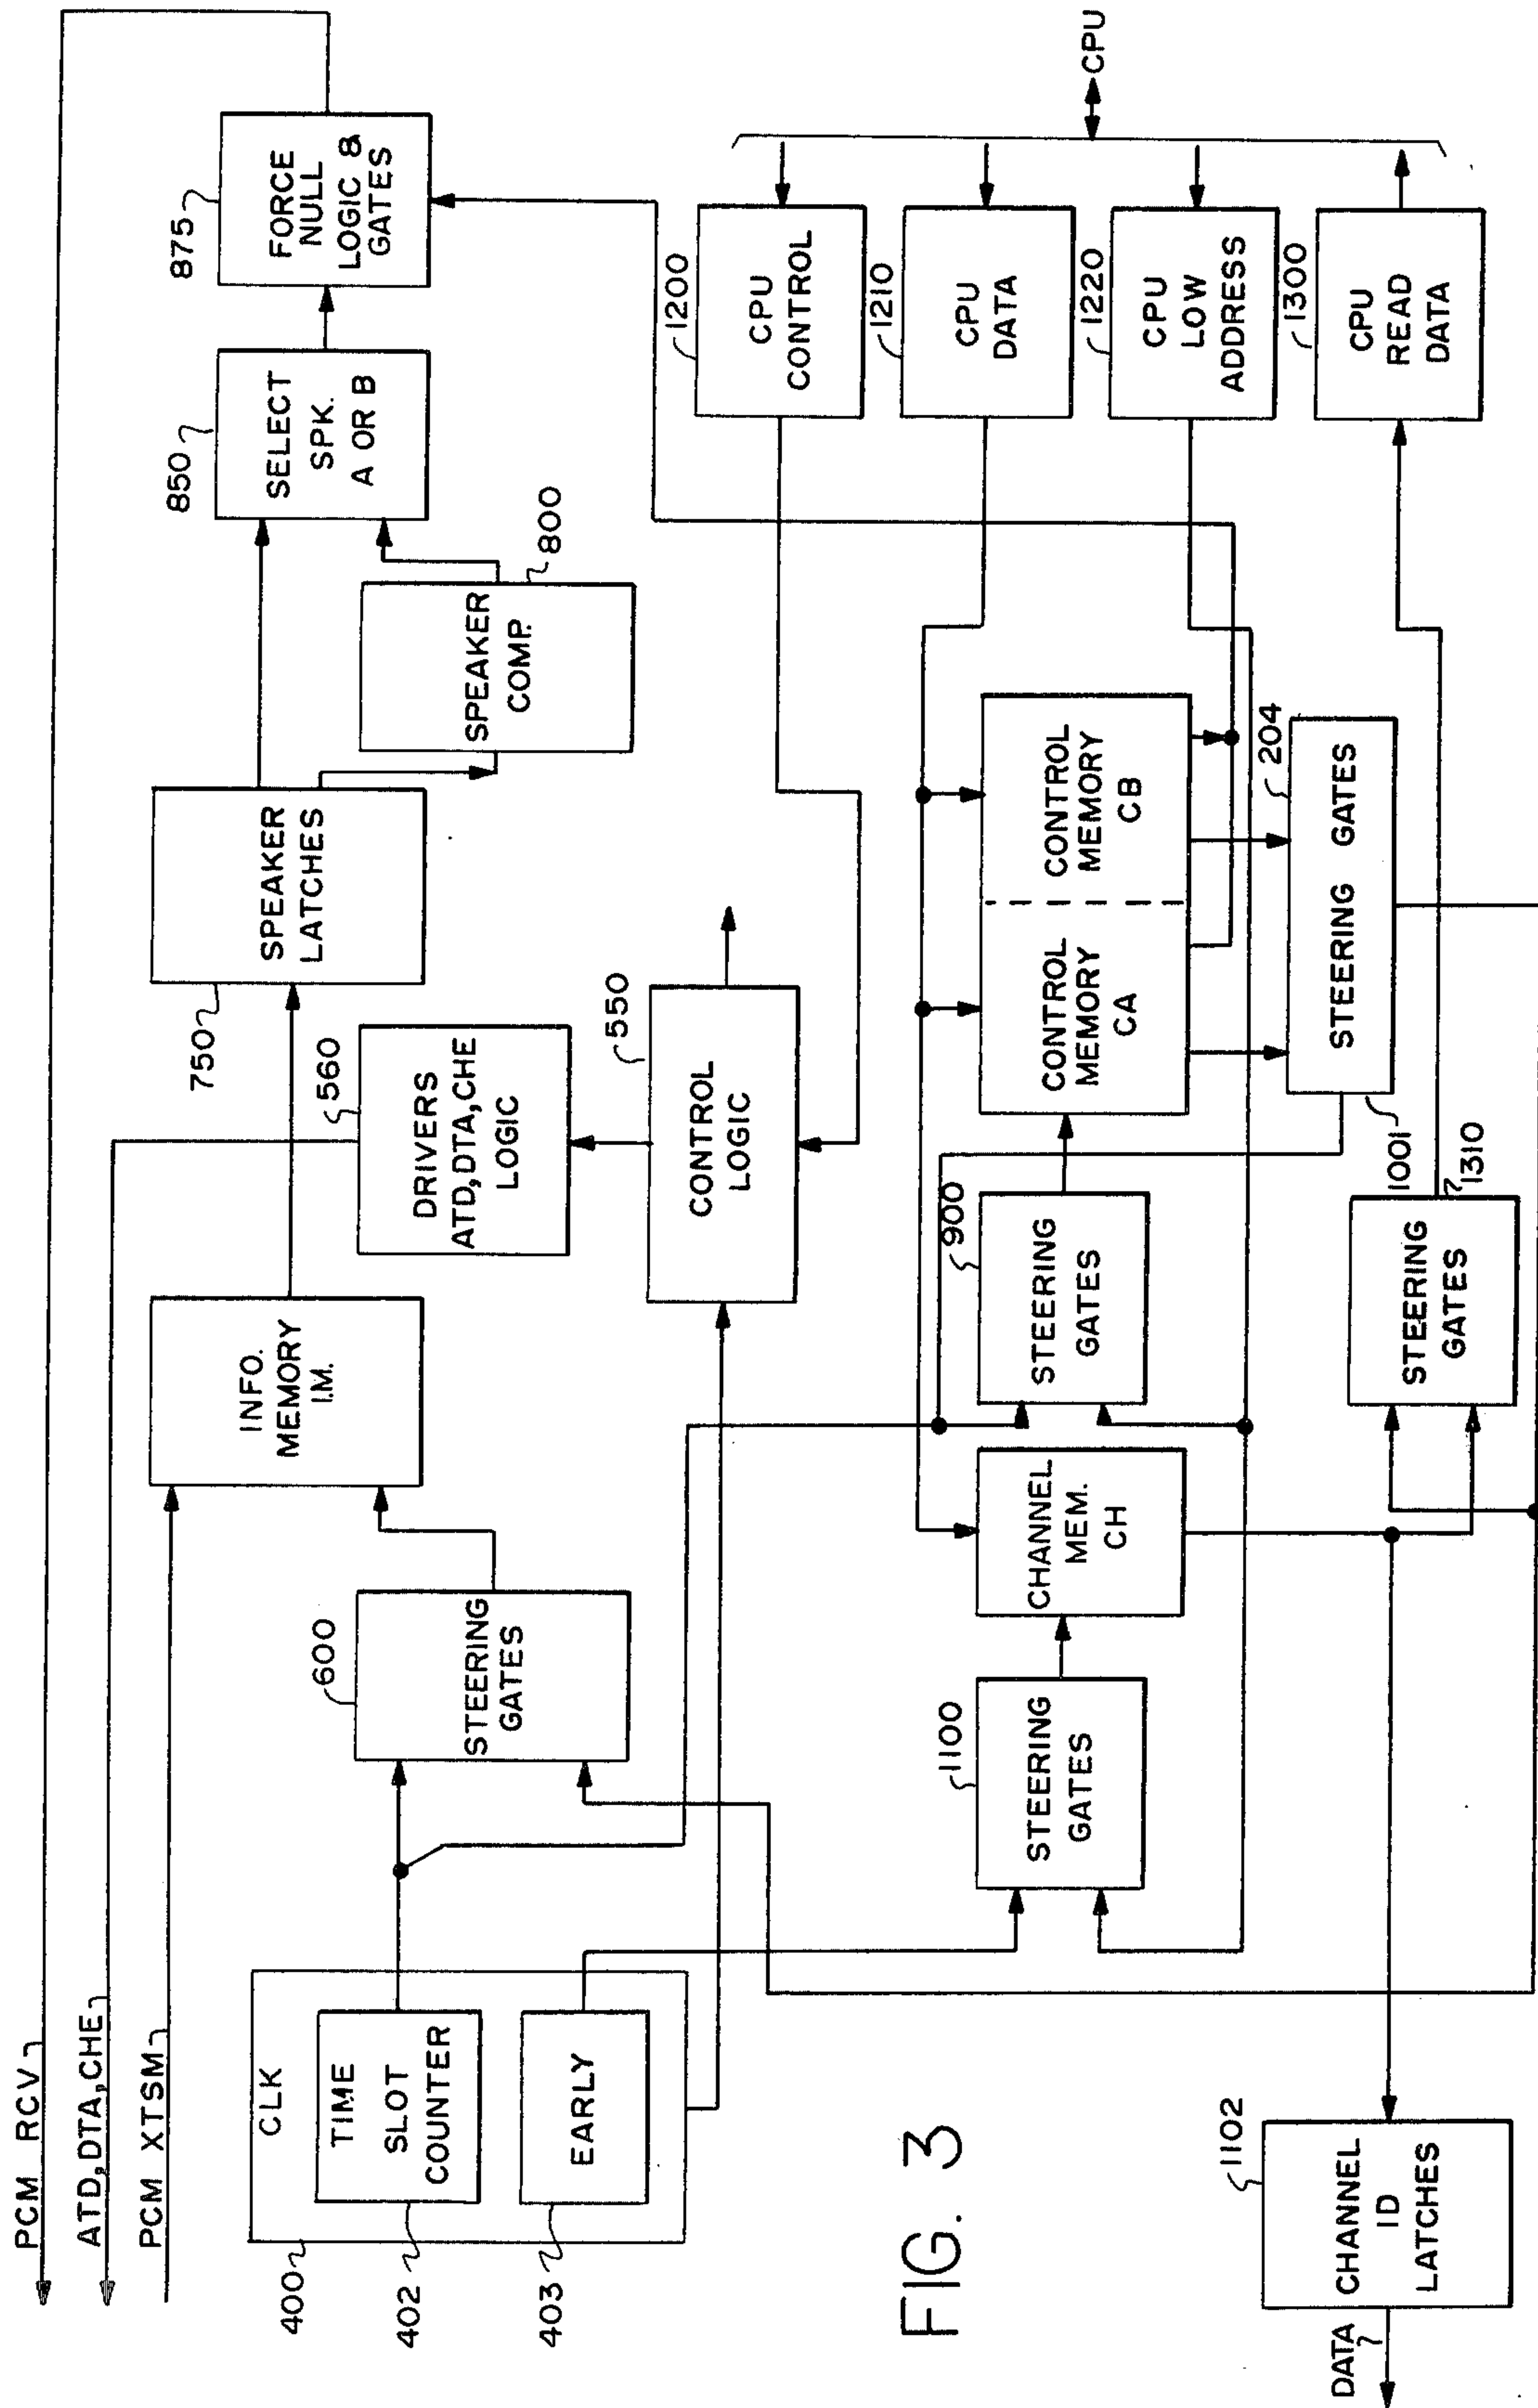 PCM RCV
ATD, DTA, CHE
PCM XTSM
400
CLK
402
TIME
SLOT
COUNTER
403
EARLY
600
STEERING
GATES
INFO.
MEMORY
I.M.
750
SPEAKER
LATCHES
800
SPEAKER
COMP.
850
SELECT
SPK.
A OR B
875
FORCE
NULL
LOGIC &
GATES
560
DRIVERS
ATD, DTA, CHE
LOGIC
550
CONTROL
LOGIC
1200
CPU
CONTROL
1210
CPU
DATA
1220
CPU
LOW
ADDRESS
1300
CPU
READ
DATA
CPU
1100
STEERING
GATES
CHANNEL
MEM.
CH
900
STEERING
GATES
CONTROL
MEMORY
CA
CONTROL
MEMORY
CB
204
STEERING GATES
1001
1310
STEERING
GATES
1102
CHANNEL
ID
LATCHES
DATA
FIG. 3